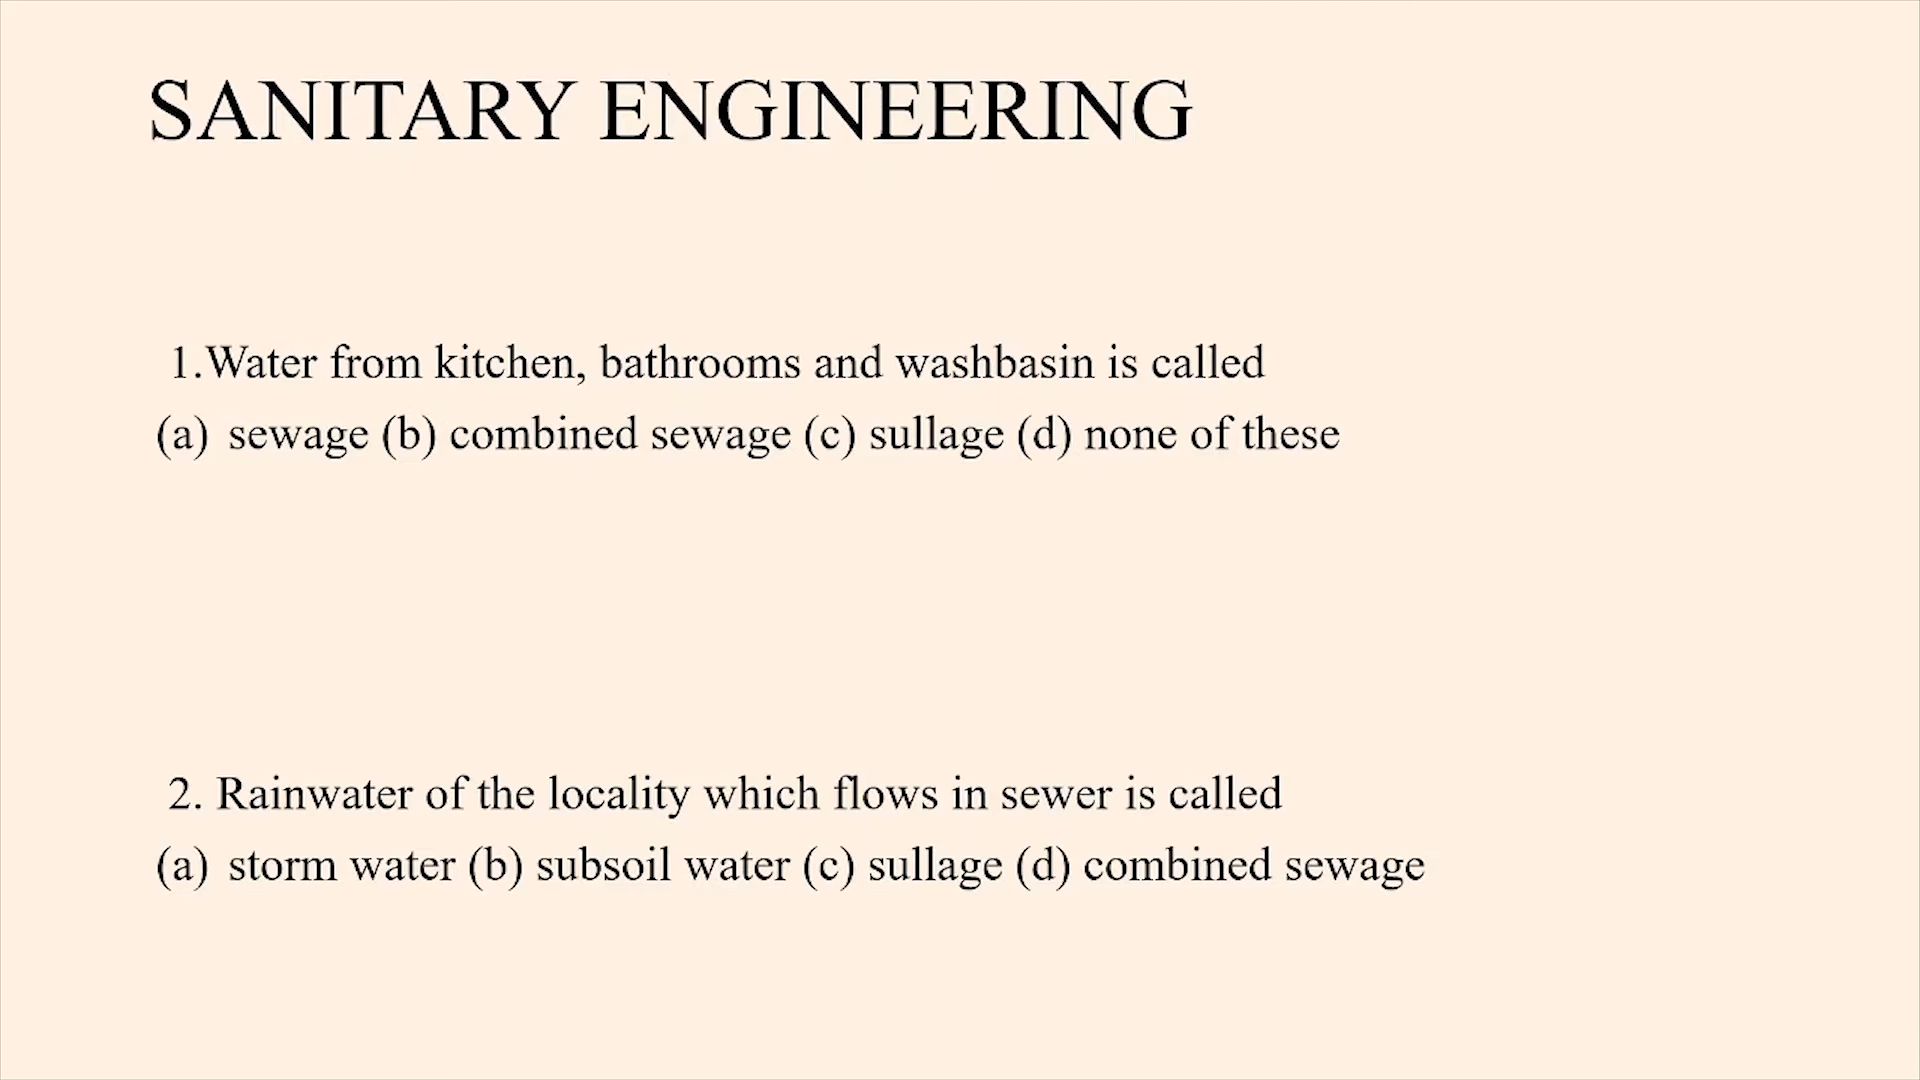 SANITARY ENGINEERING
1.Water from kitchen, bathrooms and washbasin is called
(a) sewage (b) combined sewage (c) sullage (d) none of these
2. Rainwater of the locality which flows in sewer is called
(a) storm water (b) subsoil water (c) sullage (d) combined sewage